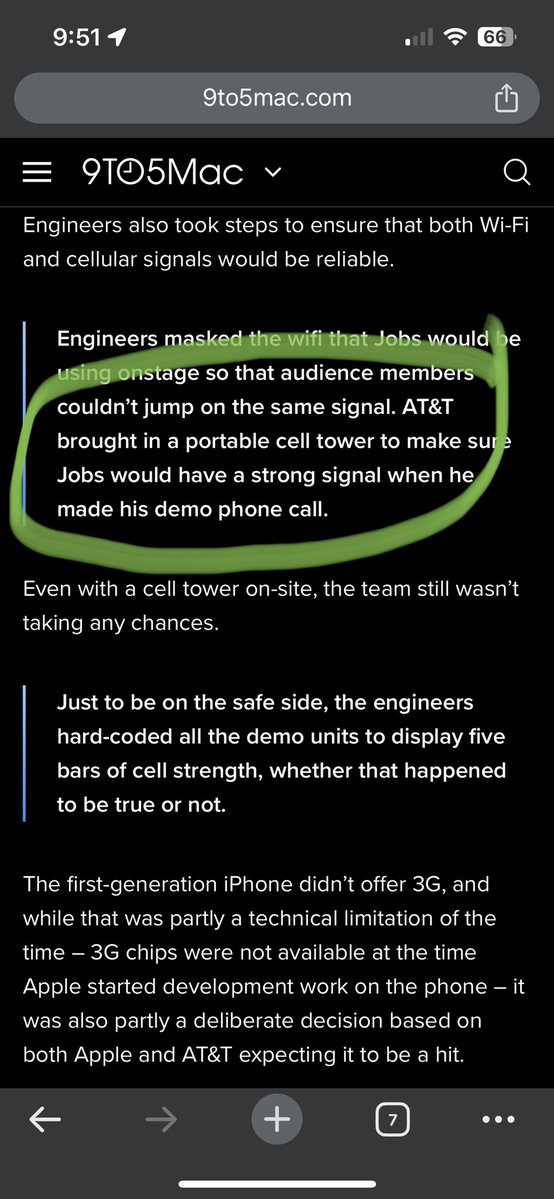 9:51
66
9to5mac.com
9TO5Mac
Engineers also took steps to ensure that both Wi-Fi
and cellular signals would be reliable.
Engineers masked the wifi that Jobs would be
using onstage so that audience members
couldn’t jump on the same signal. AT&T
brought in a portable cell tower to make sure
Jobs would have a strong signal when he
made his demo phone call.
Even with a cell tower on-site, the team still wasn’t
taking any chances.
Just to be on the safe side, the engineers
hard-coded all the demo units to display five
bars of cell strength, whether that happened
to be true or not.
The first-generation iPhone didn’t offer 3G, and
while that was partly a technical limitation of the
time – 3G chips were not available at the time
Apple started development work on the phone – it
was also partly a deliberate decision based on
both Apple and AT&T expecting it to be a hit.
7